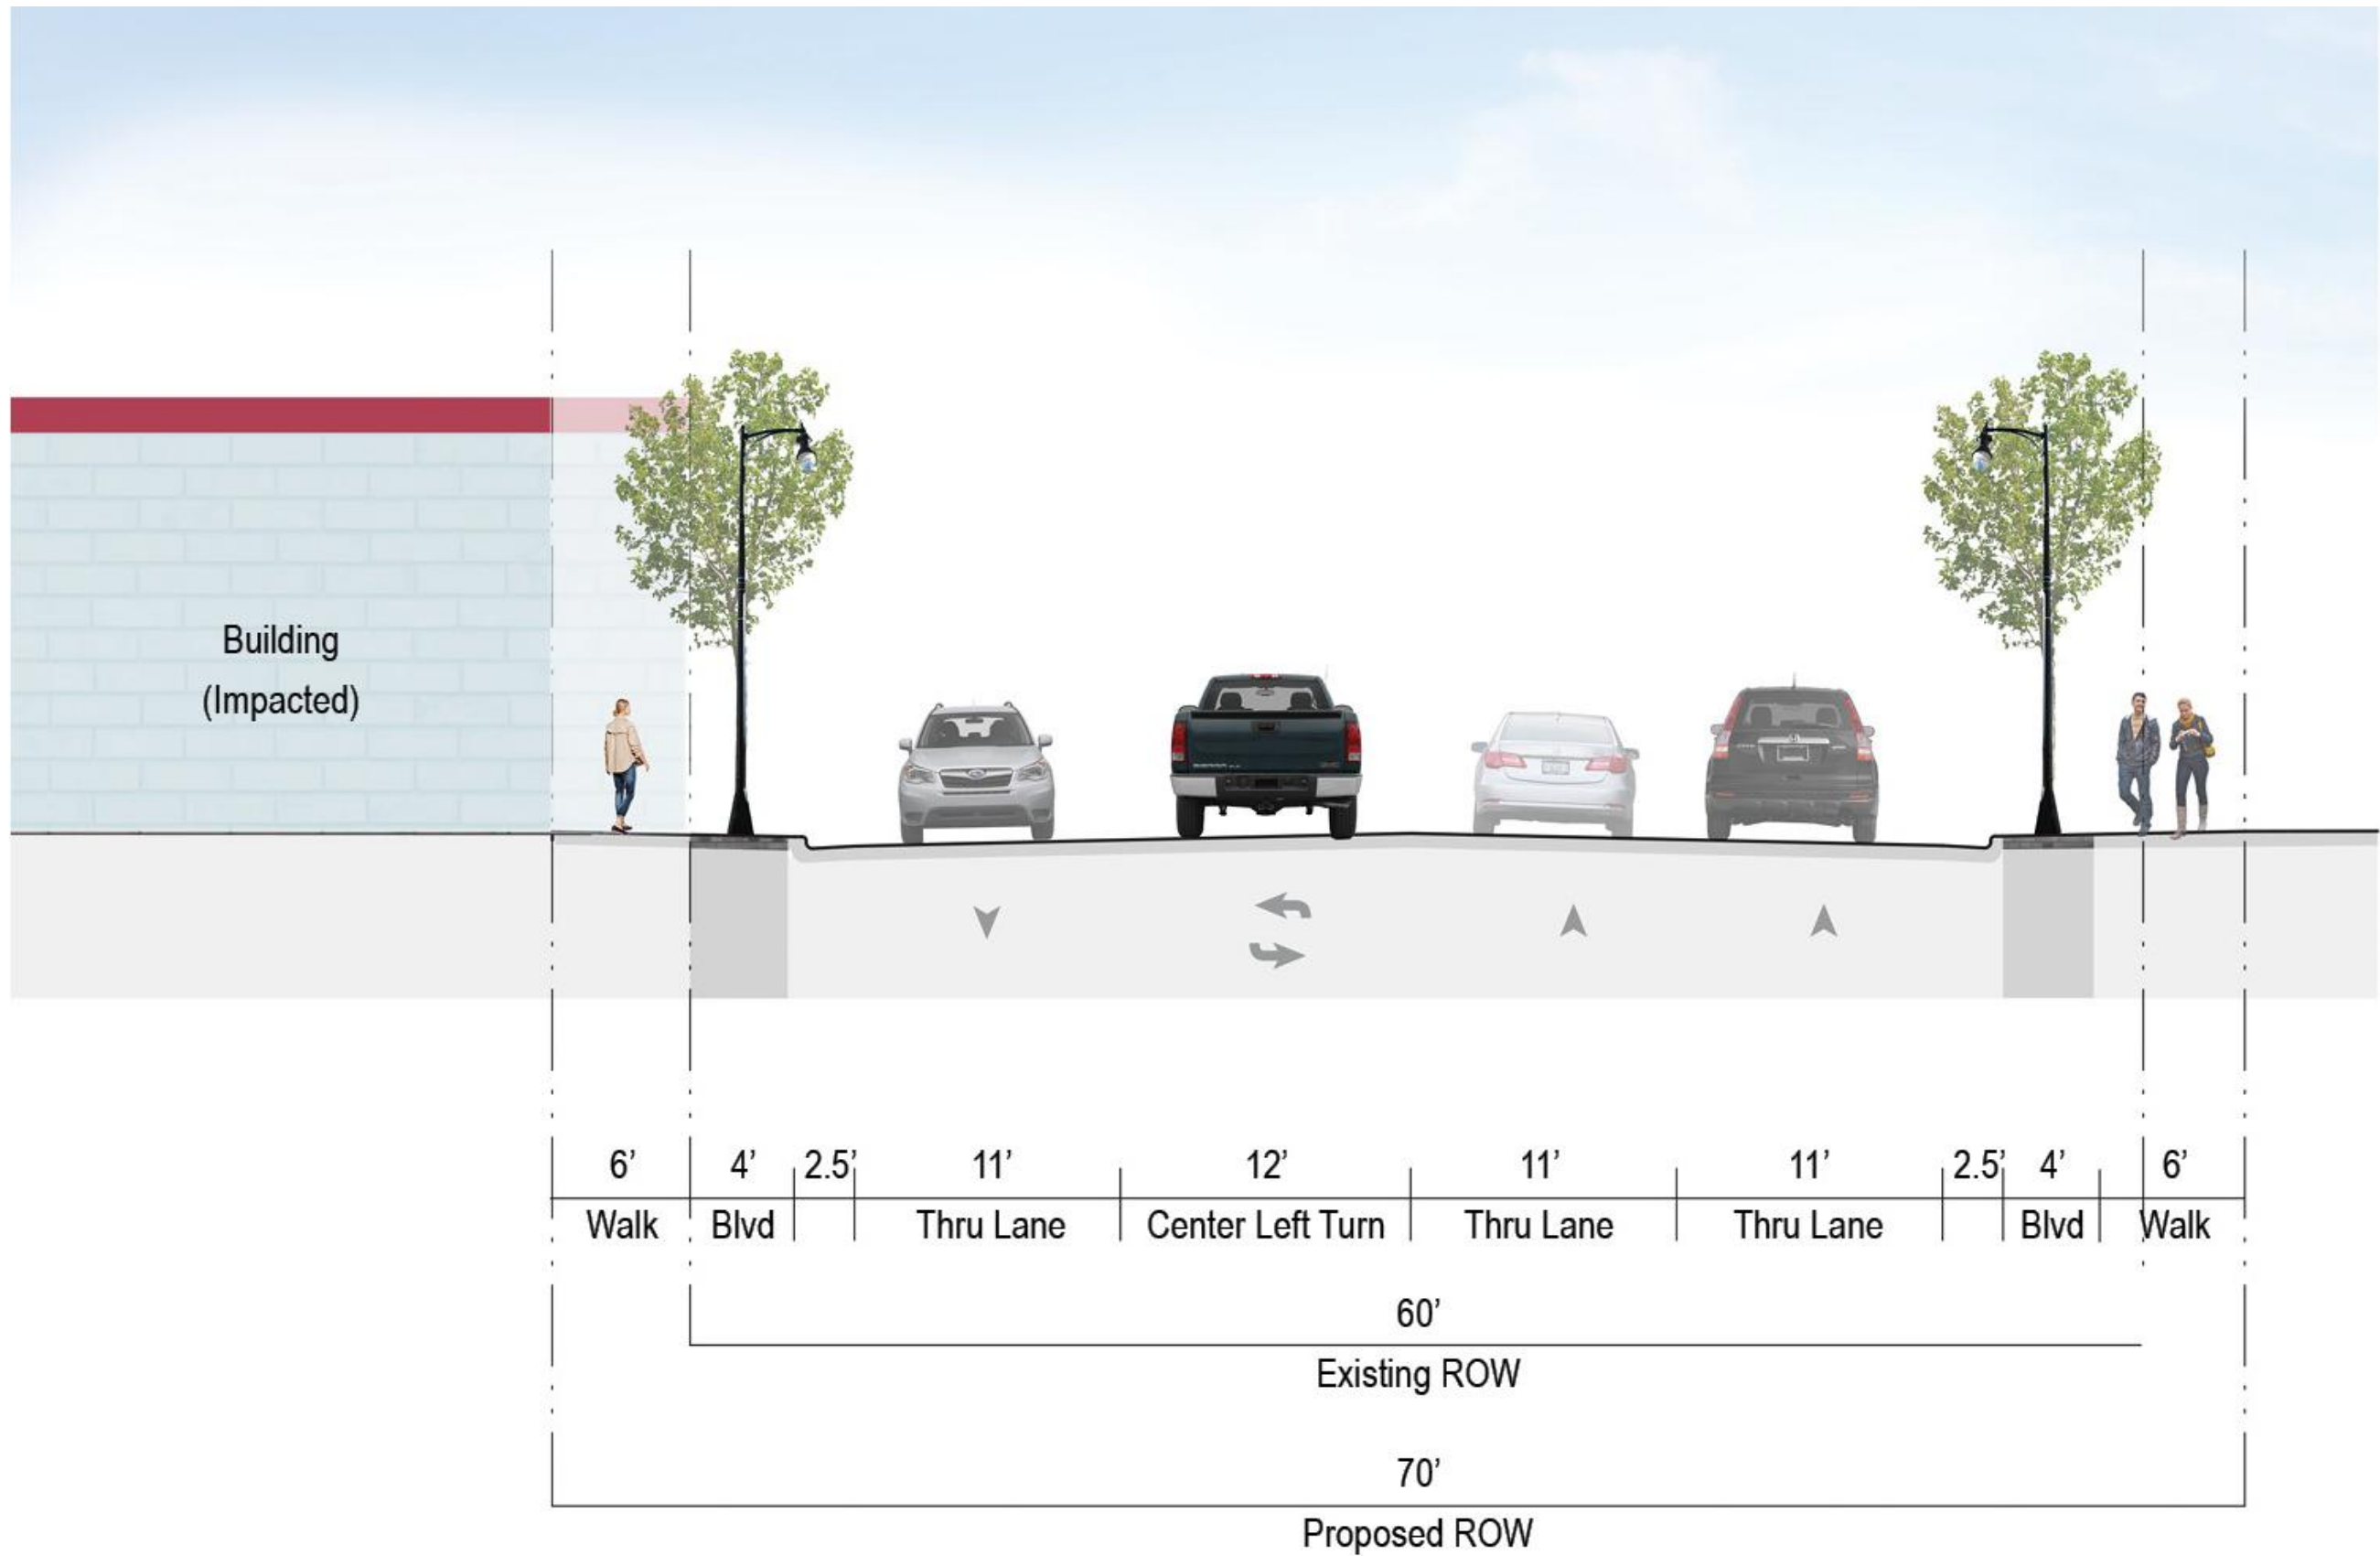 Building
(Impacted)
6’ 4’ 2.5’ 11’ 12’ 11’ 11’ 2.5’ 4’ 6’
Walk Blvd Thru Lane Center Left Turn Thru Lane Thru Lane Blvd Walk
60’
Existing ROW
70’
Proposed ROW